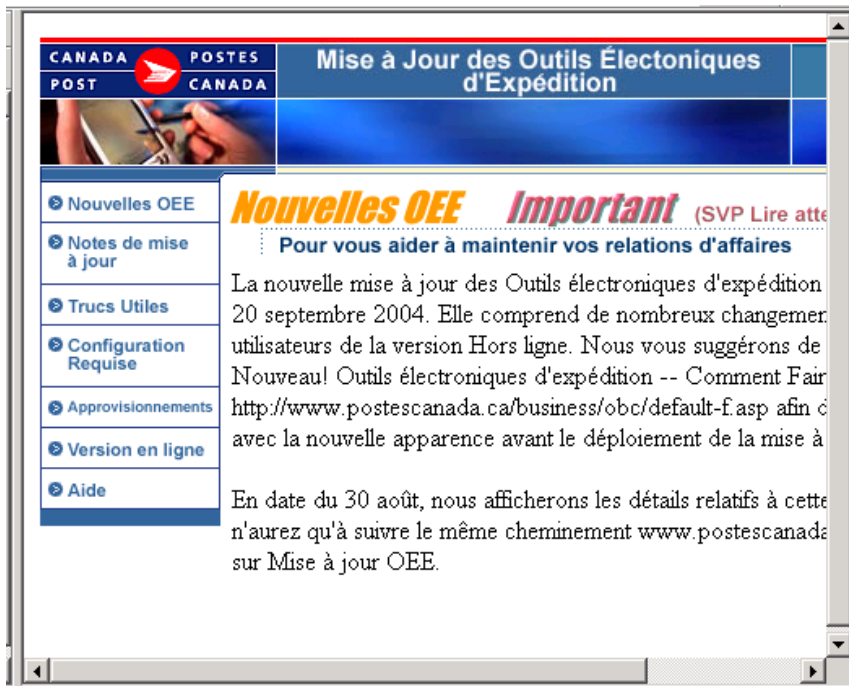 CANADA POSTES
POST CANADA
Mise à Jour des Outils Électoniques
d'Expédition
Nouvelles OEE
Notes de mise
à jour
Trucs Utiles
Configuration
Requise
Approvisionnements
Version en ligne
Aide
Nouvelles OEE Important (SVP Lire atte
Pour vous aider à maintenir vos relations d'affaires
La nouvelle mise à jour des Outils électroniques d'expédition
20 septembre 2004. Elle comprend de nombreux changemen
utilisateurs de la version Hors ligne. Nous vous suggérons de
Nouveau! Outils électroniques d'expédition -- Comment Fair
http://www.postescanada.ca/business/obc/default-f.asp afin d
avec la nouvelle apparence avant le déploiement de la mise à
En date du 30 août, nous afficherons les détails relatifs à cette
n'aurez qu'à suivre le même cheminement www.postescanada
sur Mise à jour OEE.